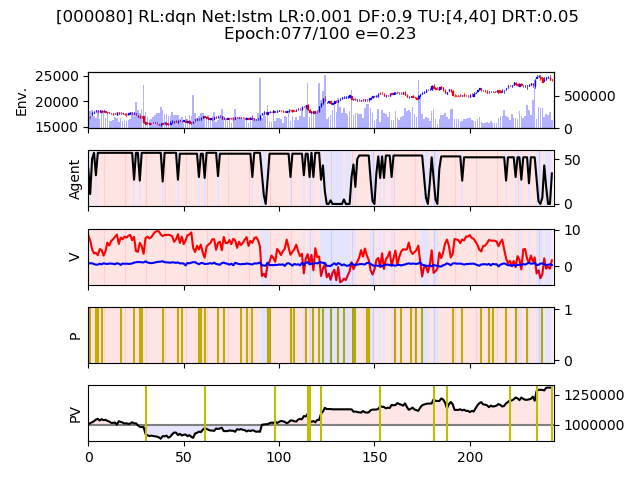 [000080] RL:dqn Net:lstm LR:0.001 DF:0.9 TU:[4,40] DRT:0.05
Epoch:077/100 e=0.23
25000
20000
15000
Env.
500000
0
Agent
50
0
V
10
0
P
1
0
PV
1250000
1000000
0
50
100
150
200